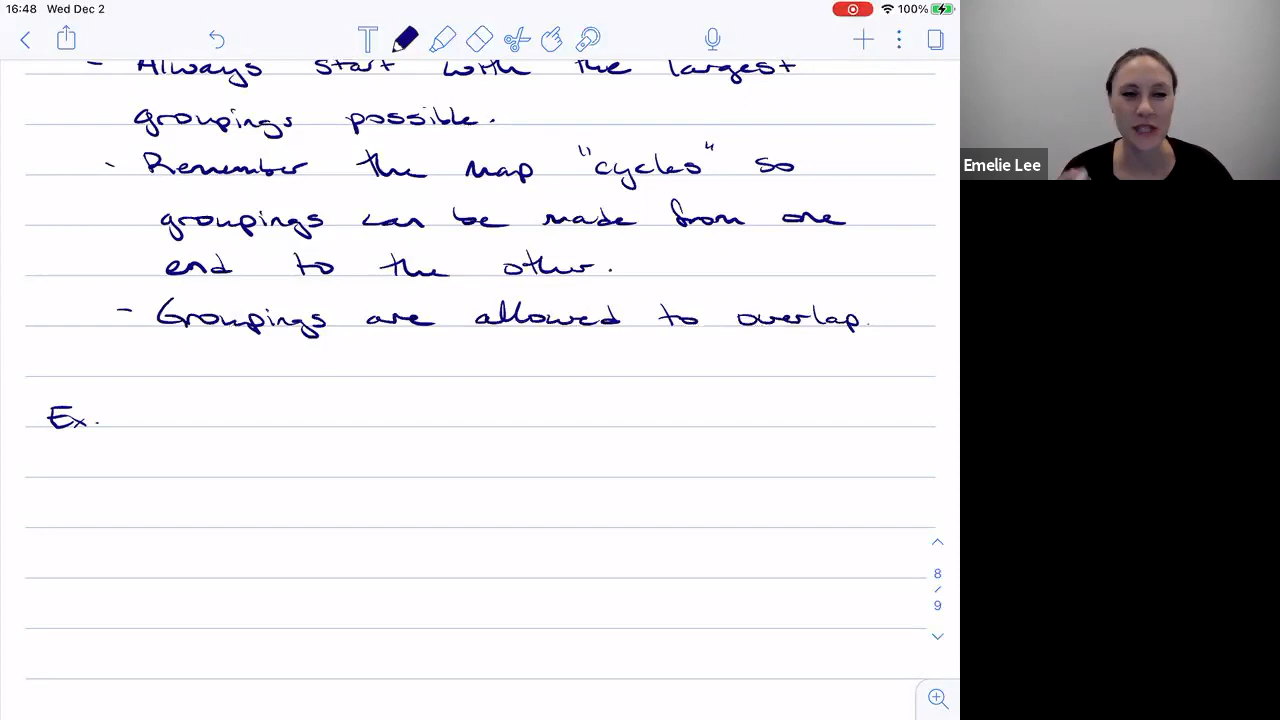 16:48 Wed Dec 2 100%
- Always start with the largest
groupings possible.
- Remember the map "cycles" so
groupings can be made from one
end to the other.
- Groupings are allowed to overlap.
Ex.
Emelie Lee
8
/
9